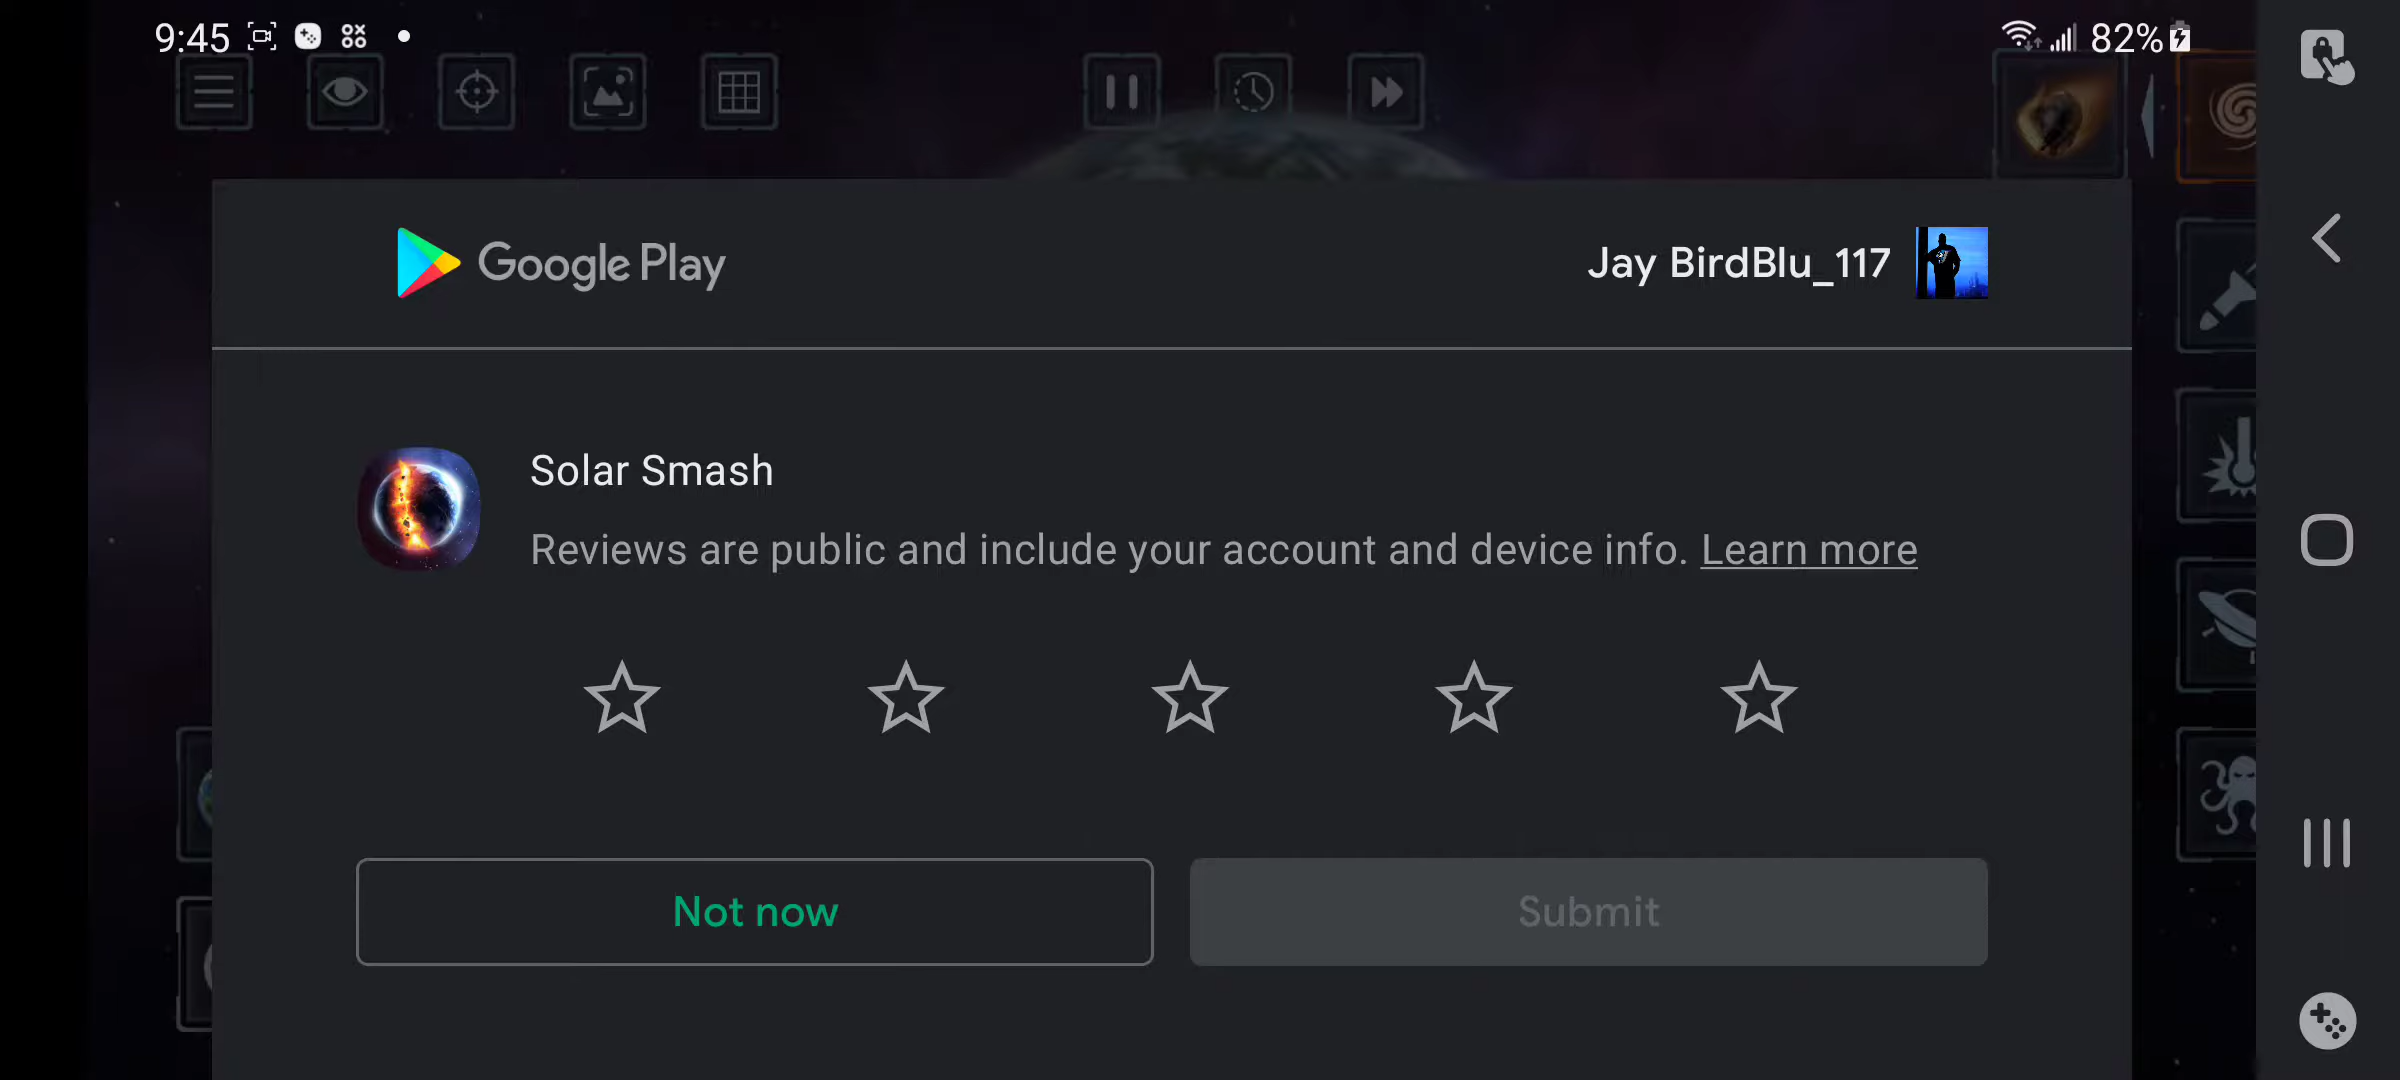 9:45
82%
Google Play
Jay BirdBlu_117
Solar Smash
Reviews are public and include your account and device info. Learn more
Not now
Submit